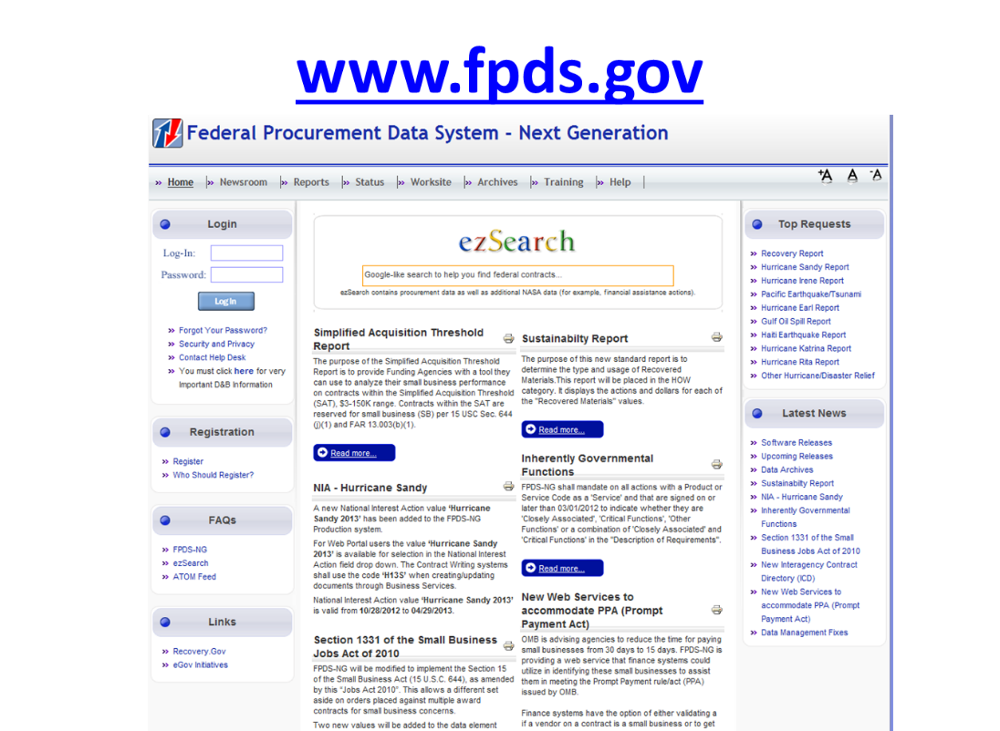 www.fpds.gov
Federal Procurement Data System - Next Generation
» Home » Newsroom » Reports » Status » Worksite » Archives » Training » Help
+A A -A
Login
Log-In:
Password:
Log In
» Forgot Your Password?
» Security and Privacy
» Contact Help Desk
» You must click here for very
Important D&B Information
Registration
» Register
» Who Should Register?
FAQs
» FPDS-NG
» ezSearch
» ATOM Feed
Links
» Recovery.Gov
» eGov Initiatives
ezSearch
Google-like search to help you find federal contracts...
ezSearch contains procurement data as well as additional NASA data (for example, financial assistance actions).
Simplified Acquisition Threshold
Report
The purpose of the Simplified Acquisition Threshold
Report is to provide Funding Agencies with a tool they
can use to analyze their small business performance
on contracts within the Simplified Acquisition Threshold
(SAT), $3-150K range. Contracts within the SAT are
reserved for small business (SB) per 15 USC Sec. 644
(j)(1) and FAR 13.003(b)(1).
Read more...
NIA - Hurricane Sandy
A new National Interest Action value 'Hurricane
Sandy 2013' has been added to the FPDS-NG
Production system.
For Web Portal users the value 'Hurricane Sandy
2013' is available for selection in the National Interest
Action field drop down. The Contract Writing systems
shall use the code 'H13S' when creating/updating
documents through Business Services.
National Interest Action value 'Hurricane Sandy 2013'
is valid from 10/28/2012 to 04/29/2013.
Section 1331 of the Small Business
Jobs Act of 2010
FPDS-NG will be modified to implement the Section 15
of the Small Business Act (15 U.S.C. 644), as amended
by this "Jobs Act 2010". This allows a different set
aside on orders placed against multiple award
contracts for small business concerns.
Two new values will be added to the data element
Sustainabilty Report
The purpose of this new standard report is to
determine the type and usage of Recovered
Materials.This report will be placed in the HOW
category. It displays the actions and dollars for each of
the "Recovered Materials" values.
Read more...
Inherently Governmental
Functions
FPDS-NG shall mandate on all actions with a Product or
Service Code as a 'Service' and that are signed on or
later than 03/01/2012 to indicate whether they are
'Closely Associated', 'Critical Functions', 'Other
Functions' or a combination of 'Closely Associated' and
'Critical Functions' in the "Description of Requirements".
Read more...
New Web Services to
accommodate PPA (Prompt
Payment Act)
OMB is advising agencies to reduce the time for paying
small businesses from 30 days to 15 days. FPDS-NG is
providing a web service that finance systems could
utilize in identifying these small businesses to assist
them in meeting the Prompt Payment rule/act (PPA)
issued by OMB.
Finance systems have the option of either validating a
if a vendor on a contract is a small business or to get
Top Requests
» Recovery Report
» Hurricane Sandy Report
» Hurricane Irene Report
» Pacific Earthquake/Tsunami
» Hurricane Earl Report
» Gulf Oil Spill Report
» Haiti Earthquake Report
» Hurricane Katrina Report
» Hurricane Rita Report
» Other Hurricane/Disaster Relief
Latest News
» Software Releases
» Upcoming Releases
» Data Archives
» Sustainabilty Report
» NIA - Hurricane Sandy
» Inherently Governmental
Functions
» Section 1331 of the Small
Business Jobs Act of 2010
» New Interagency Contract
Directory (ICD)
» New Web Services to
accommodate PPA (Prompt
Payment Act)
» Data Management Fixes